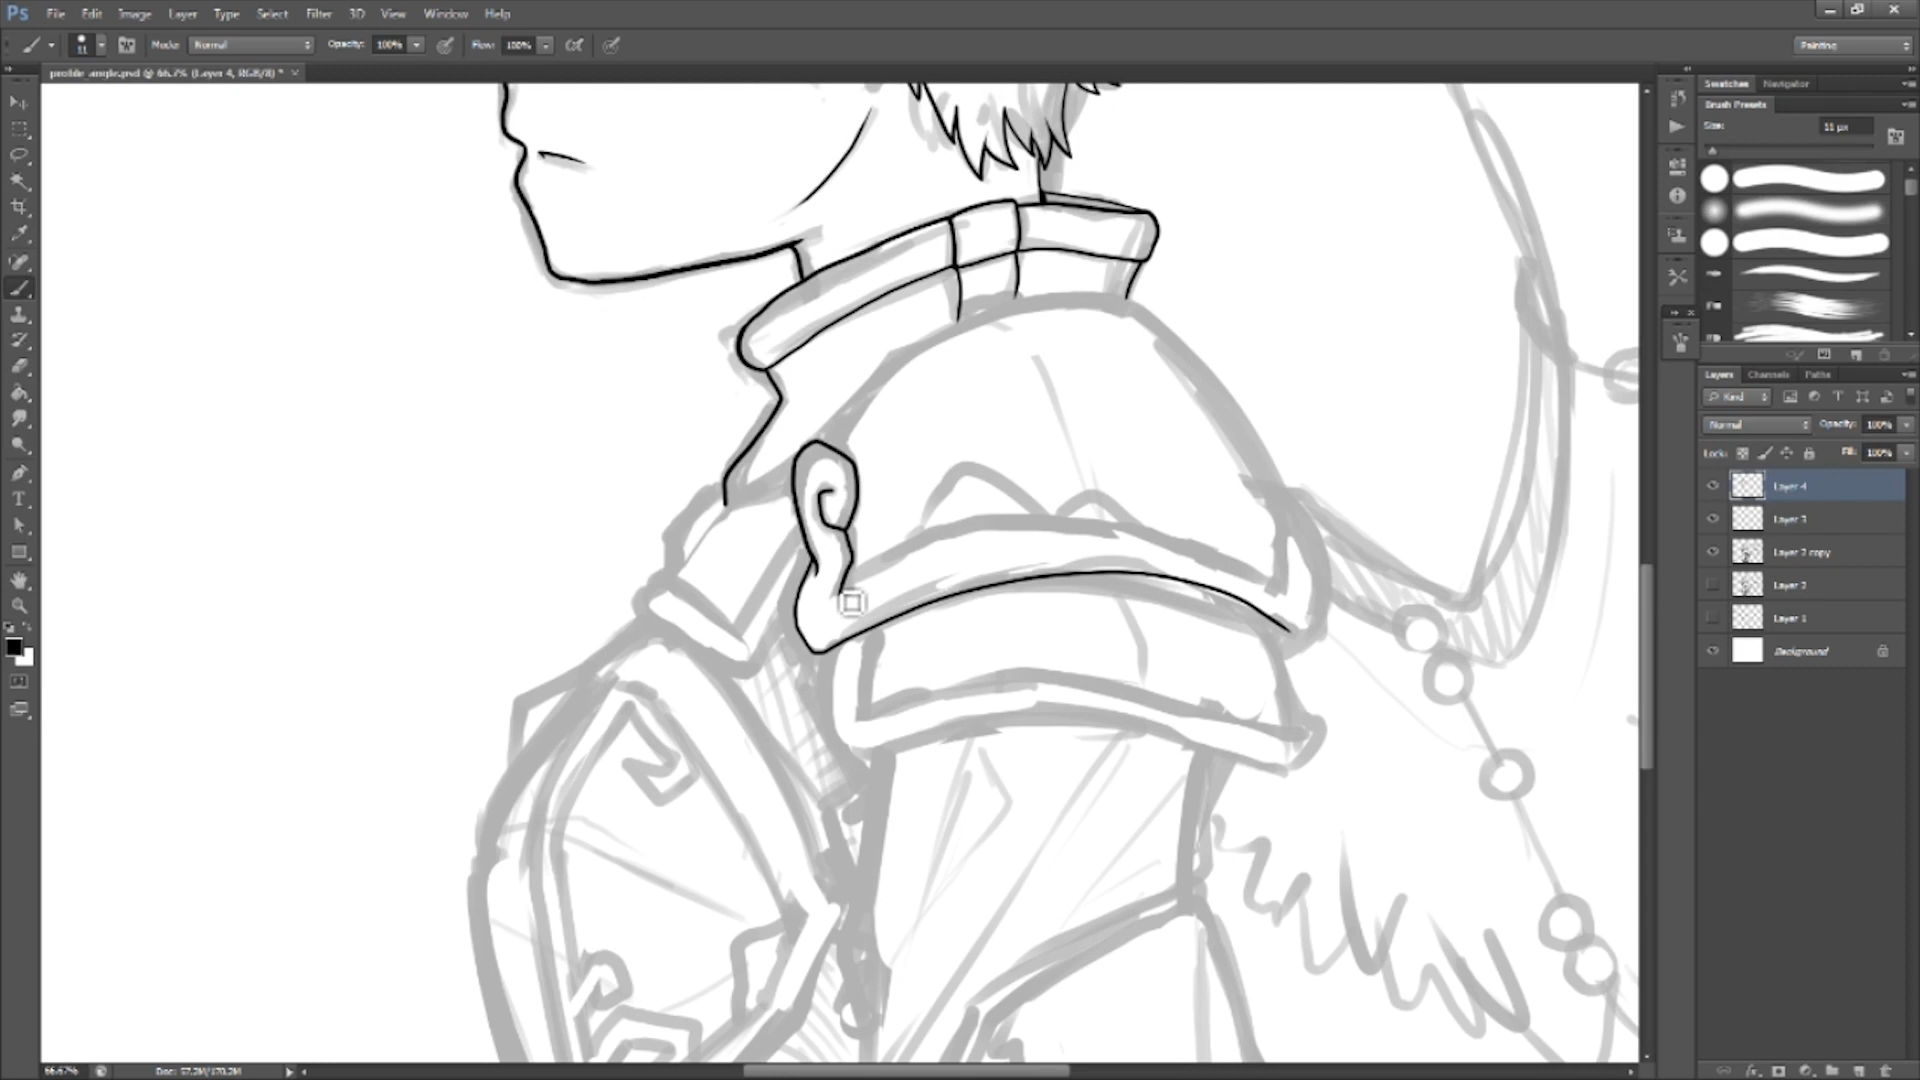 Ps File Edit Image Layer Type Select Filter 3D View Window Help
11 Mode: Normal Opacity: 100% Flow: 100% Painting
profile_angle.psd @ 66.7% (Layer 4, RGB/8) *
Swatches Navigator
Brush Presets
Size: 11 px
Layers Channels Paths
Kind
Normal Opacity: 100%
Lock: Fill: 100%
Layer 4
Layer 3
Layer 2 copy
Layer 2
Layer 1
Background
66.67% Doc: 57.2M/170.2M